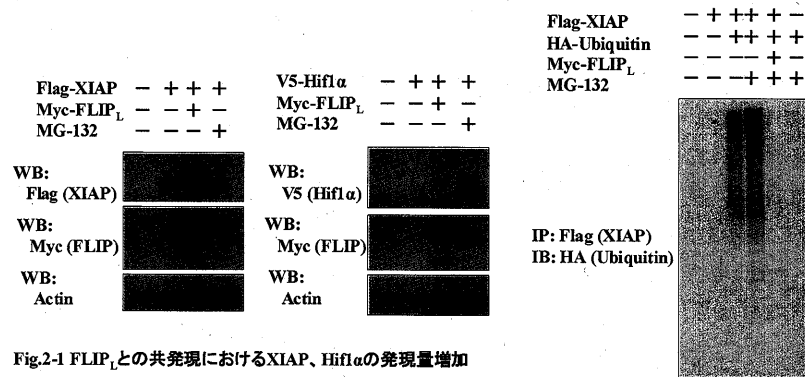 Flag-XIAP − + + +
Myc-FLIPL − − + −
MG-132 − − − +
WB:
Flag (XIAP)
WB:
Myc (FLIP)
WB:
Actin
V5-Hif1α − + + +
Myc-FLIPL − − + −
MG-132 − − − +
WB:
V5 (Hif1α)
WB:
Myc (FLIP)
WB:
Actin
Flag-XIAP − + + + + −
HA-Ubiquitin − − + + + +
Myc-FLIPL − − − − + −
MG-132 − − − + + +
IP: Flag (XIAP)
IB: HA (Ubiquitin)
Fig.2-1 FLIPLとの共発現におけるXIAP、Hif1αの発現量増加